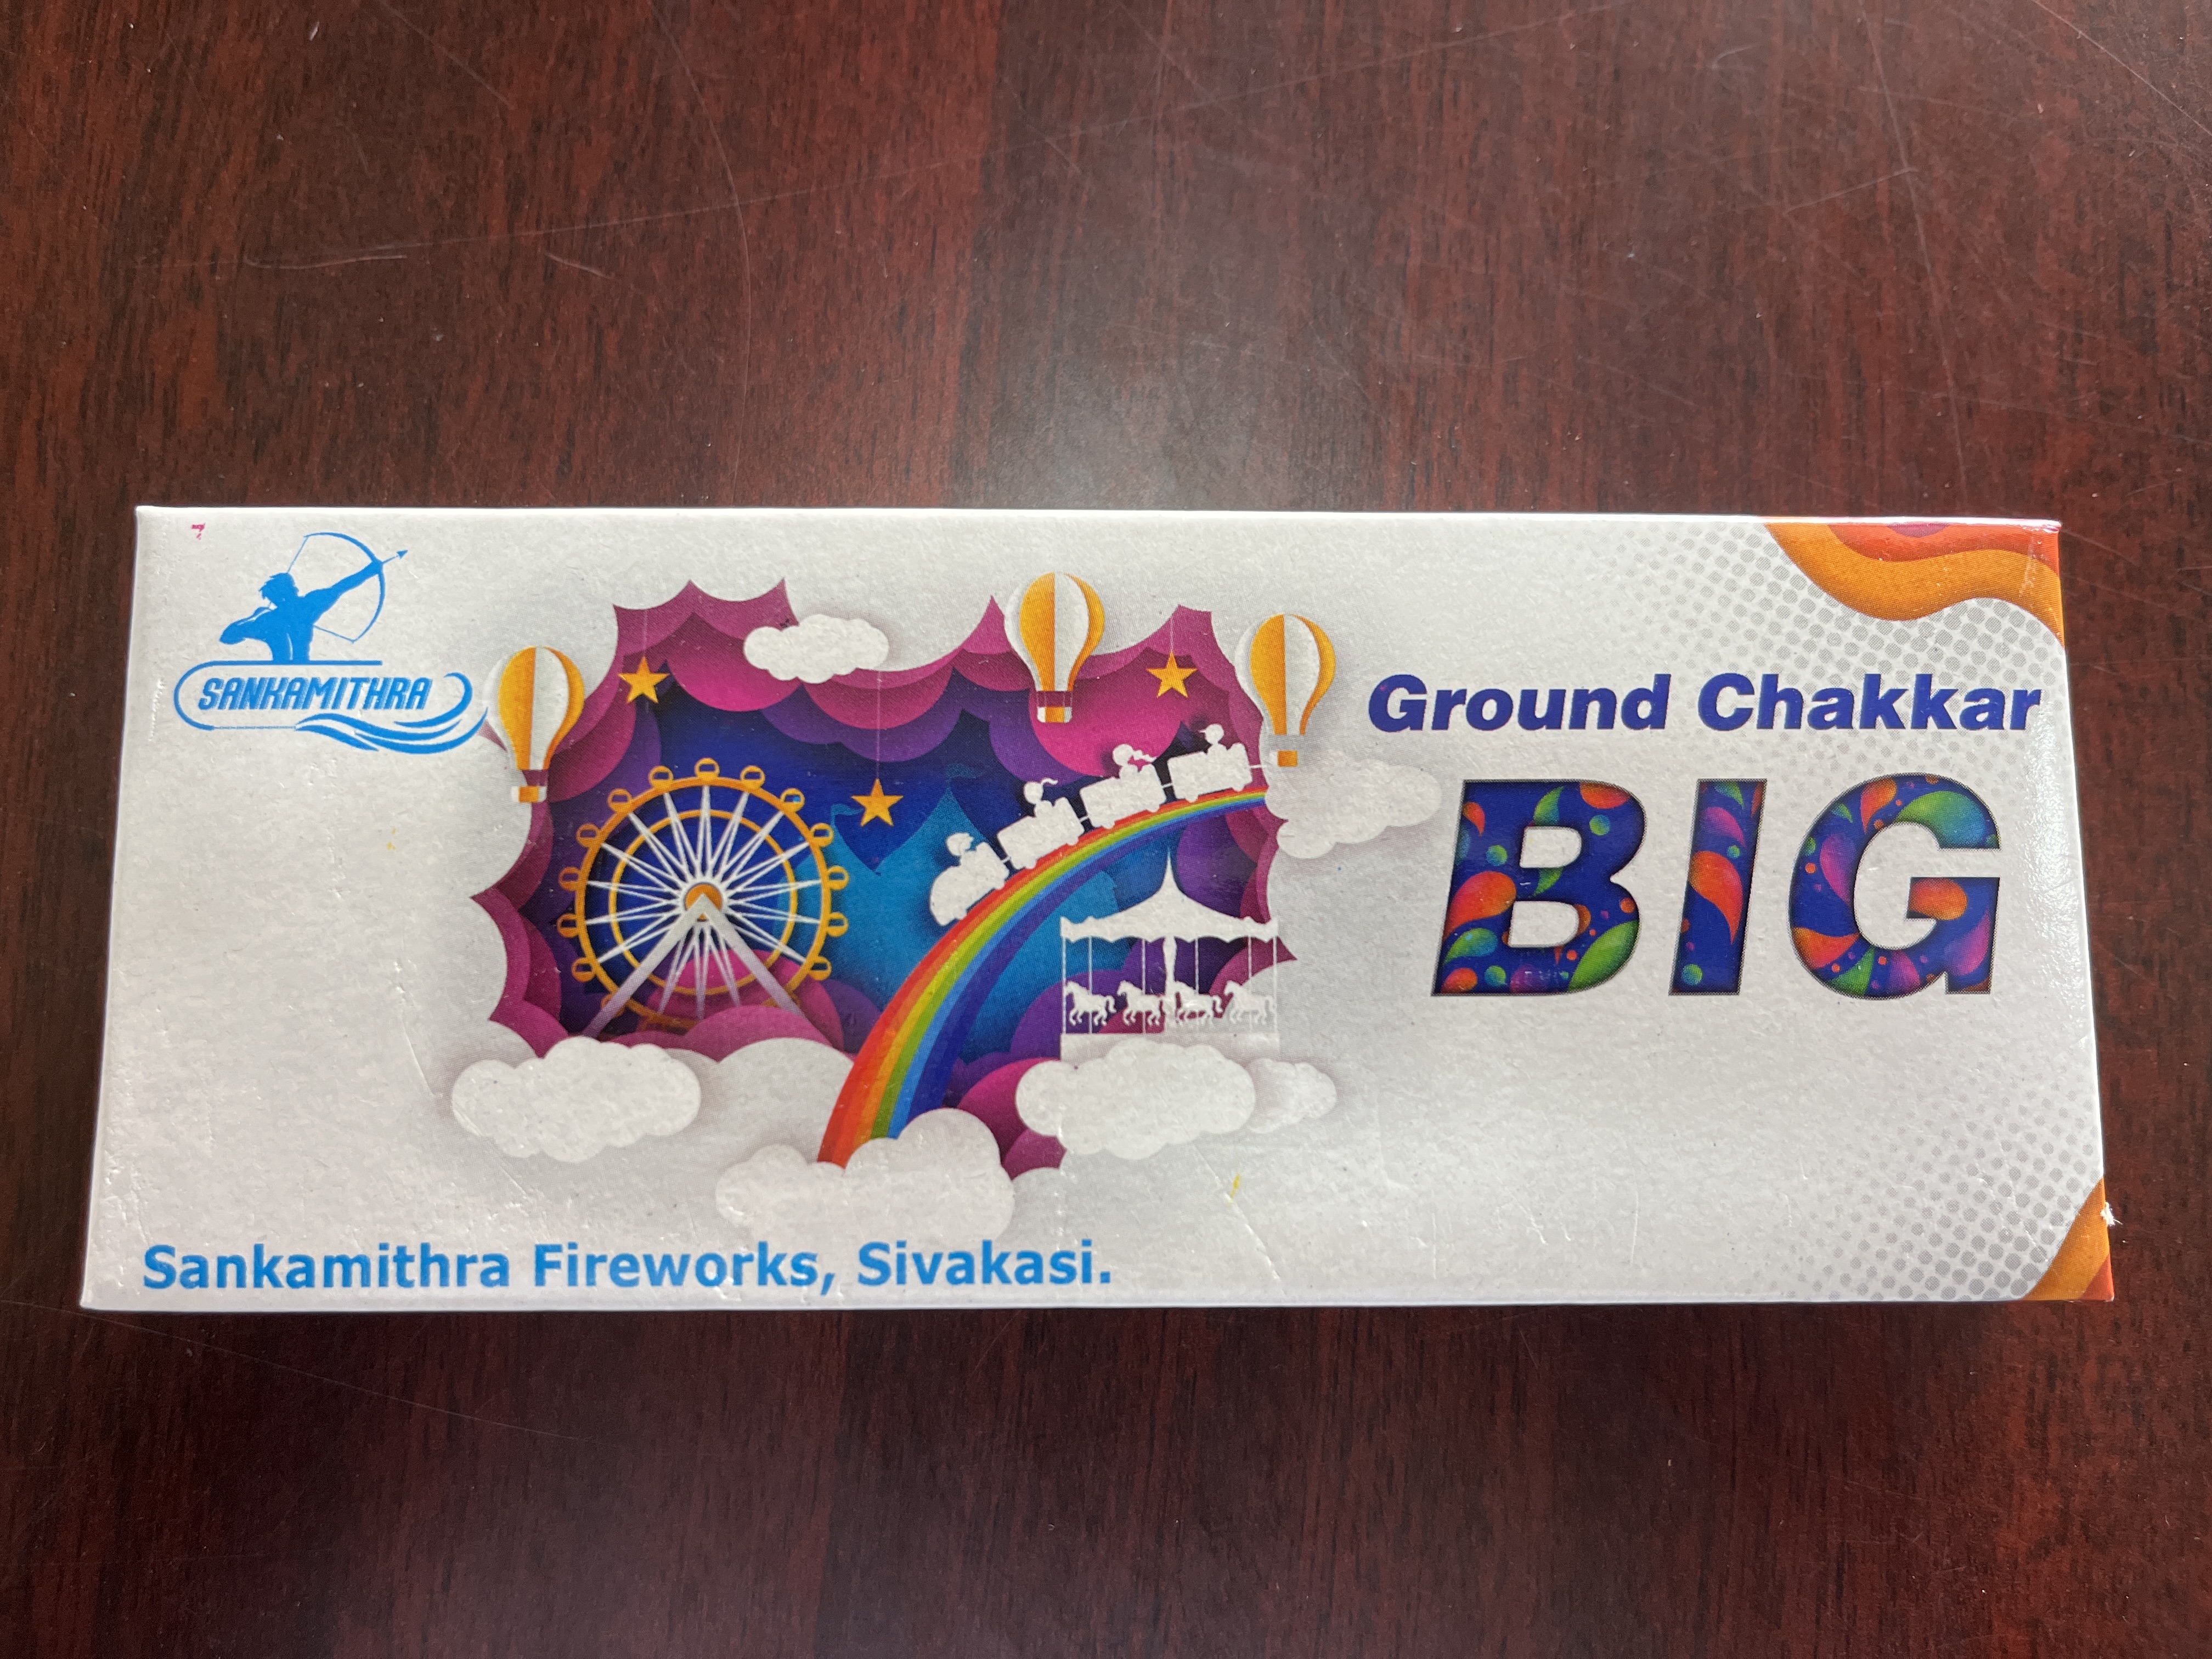 SANKAMITHRA
Ground Chakkar
BIG
Sankamithra Fireworks, Sivakasi.